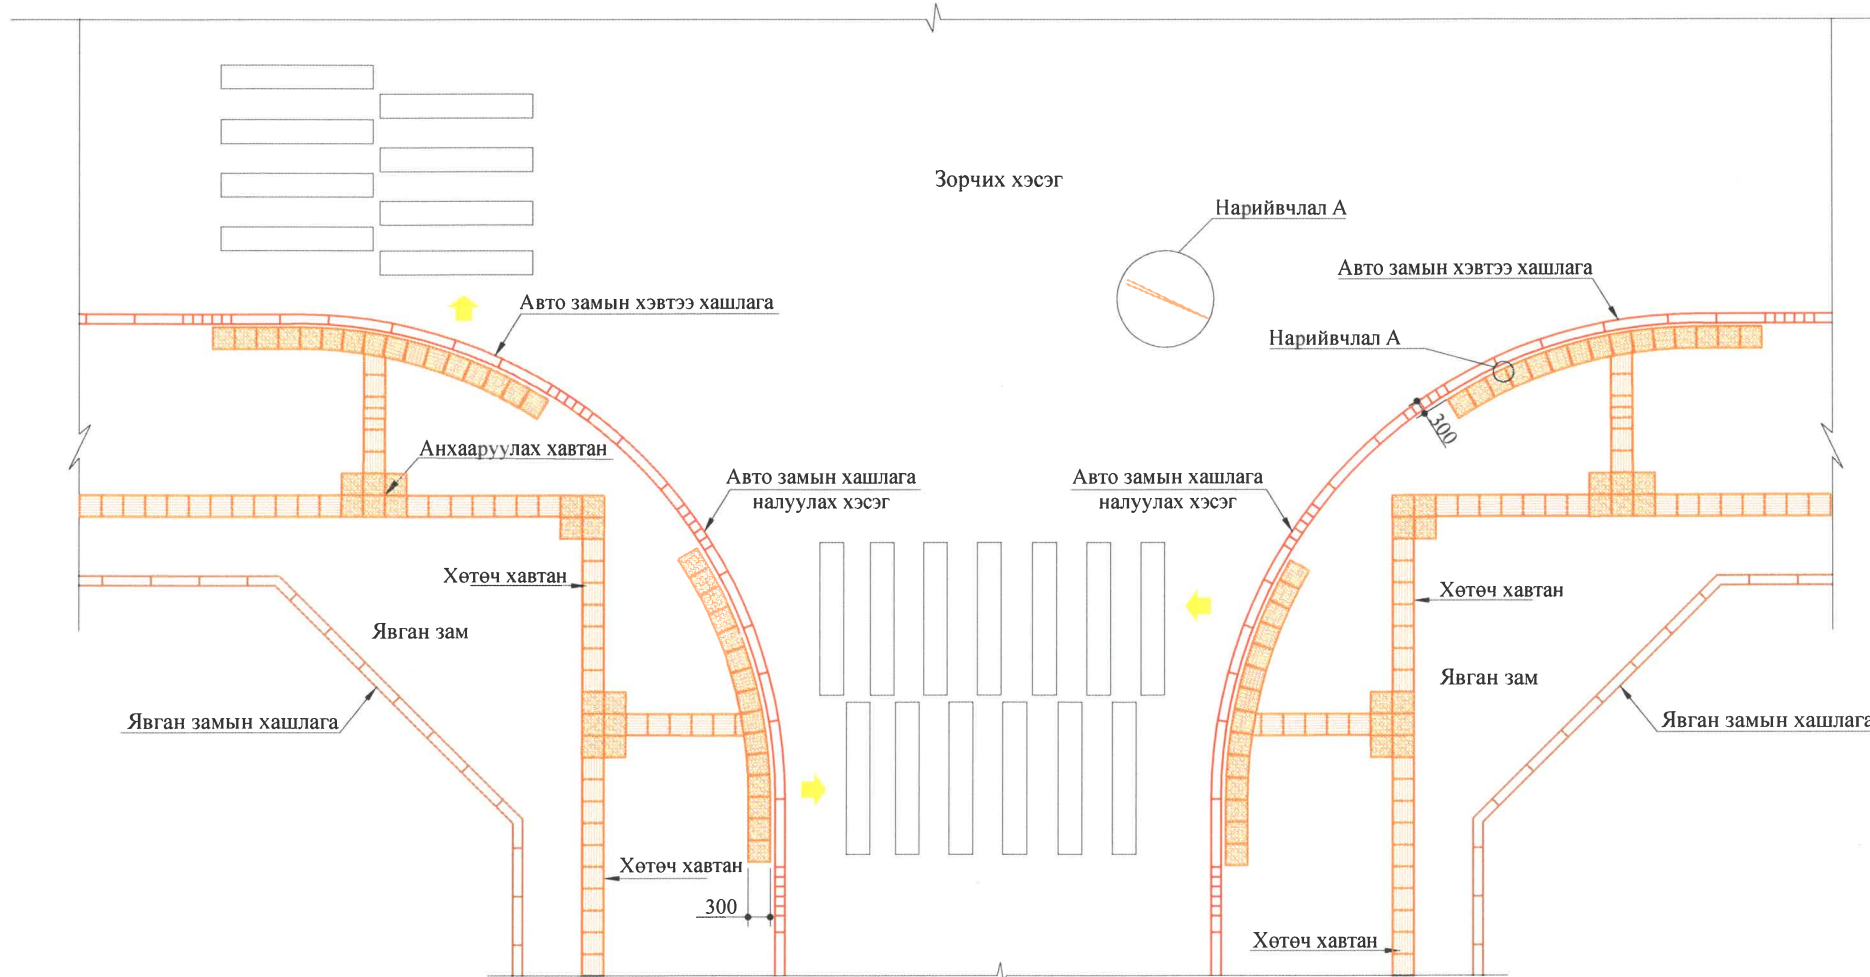 Зорчих хэсэг
Нарийвчлал А
Авто замын хэвтээ хашлага
Авто замын хэвтээ хашлага
Нарийвчлал А
300
Анхааруулах хавтан
Авто замын хашлага
налуулах хэсэг
Авто замын хашлага
налуулах хэсэг
Хөтөч хавтан
Хөтөч хавтан
Явган зам
Явган зам
Явган замын хашлага
Явган замын хашлага
Хөтөч хавтан
300
Хөтөч хавтан